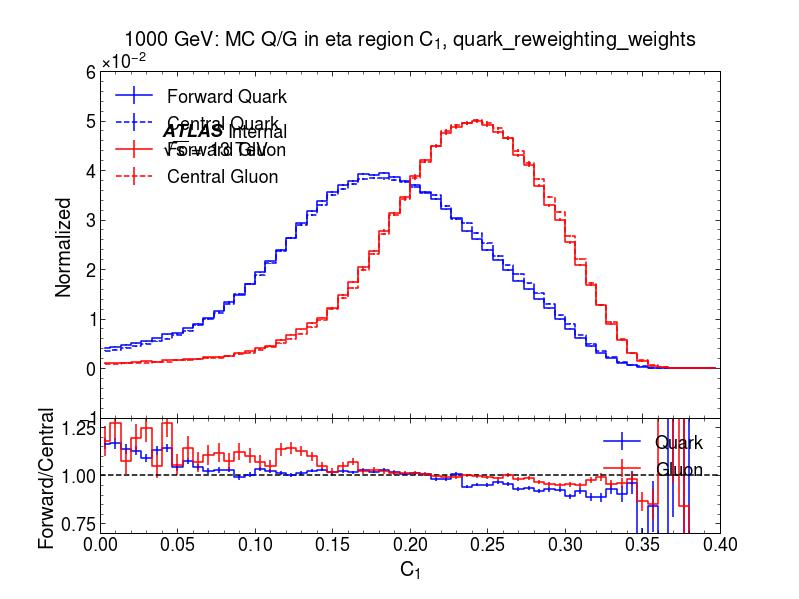 1000 GeV: MC Q/G in eta region C₁, quark_reweighting_weights
×10⁻²
6
5
4
3
2
1
0
−1
Normalized
Forward Quark
Central Quark
ATLAS Internal
√s = 13 TeV
Forward Gluon
Central Gluon
1.25
1.00
0.75
Forward/Central
Quark
Gluon
0.00 0.05 0.10 0.15 0.20 0.25 0.30 0.35 0.40
C₁